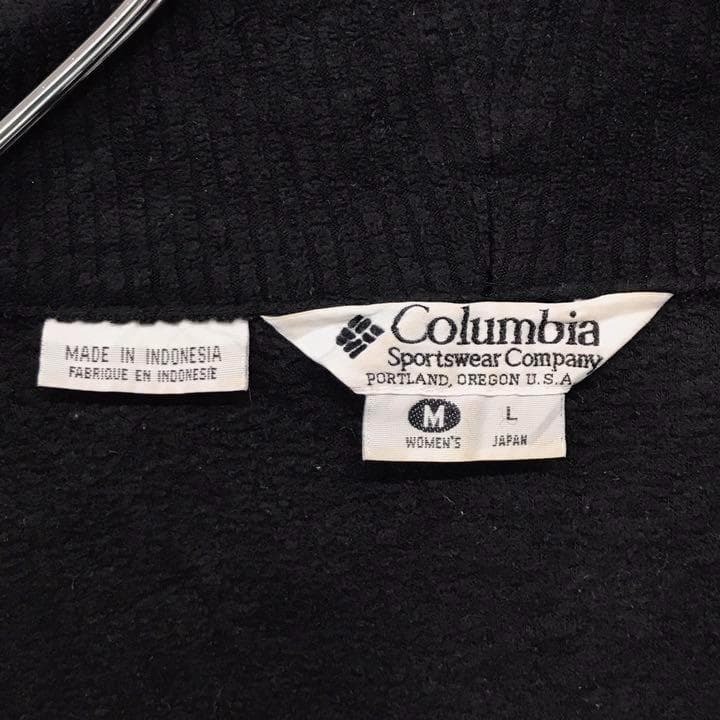 MADE IN INDONESIA
FABRIQUE EN INDONESIE
Columbia
Sportswear Company
PORTLAND, OREGON U.S.A
M L
WOMEN'S JAPAN